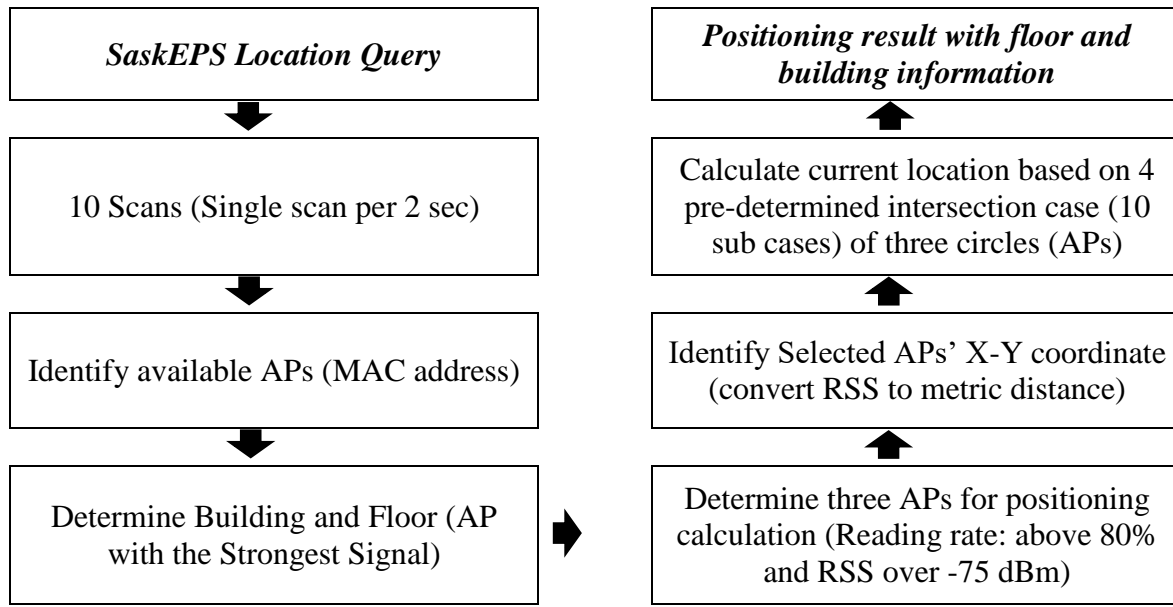 SaskEPS Location Query
10 Scans (Single scan per 2 sec)
Identify available APs (MAC address)
Determine Building and Floor (AP
with the Strongest Signal)
Determine three APs for positioning
calculation (Reading rate: above 80%
and RSS over -75 dBm)
Identify Selected APs’ X-Y coordinate
(convert RSS to metric distance)
Calculate current location based on 4
pre-determined intersection case (10
sub cases) of three circles (APs)
Positioning result with floor and
building information